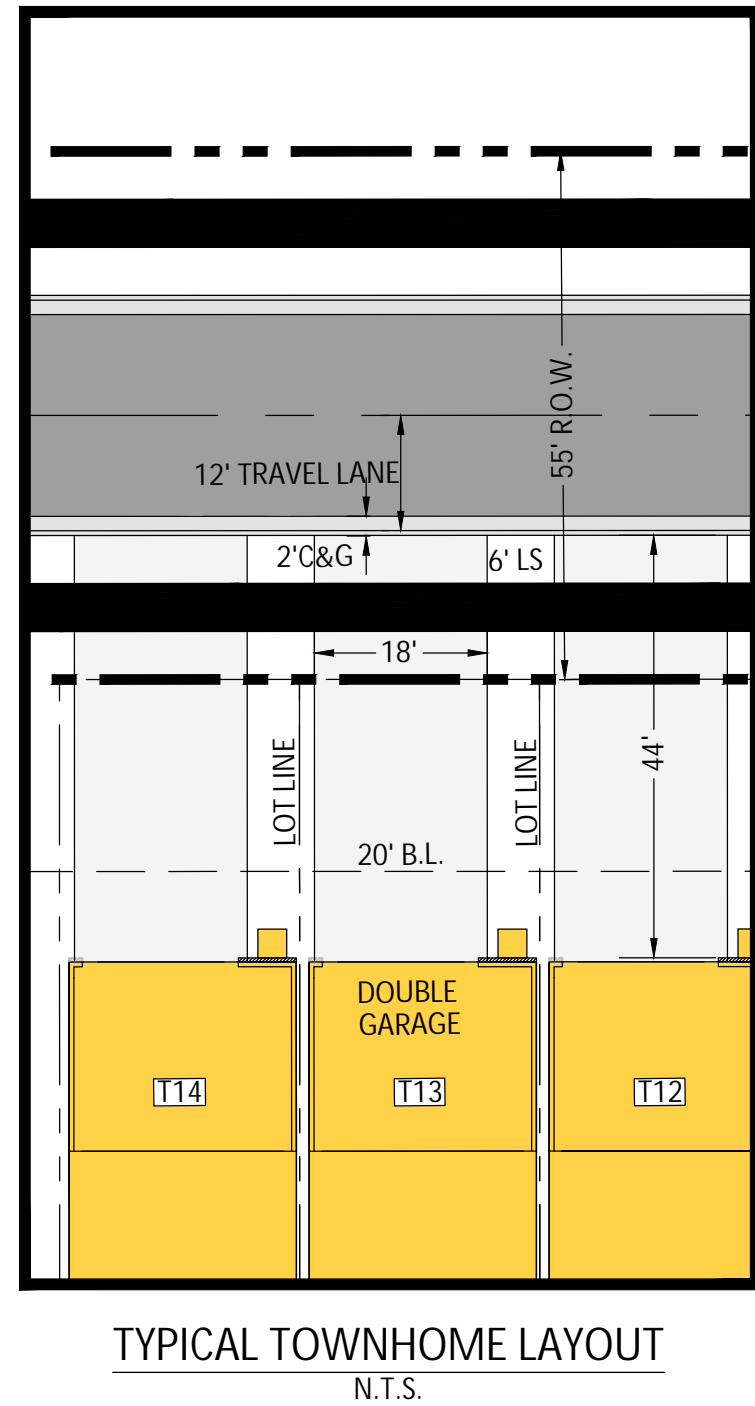 55' R.O.W.
12' TRAVEL LANE
2'C&G
6' LS
18'
44'
LOT LINE
LOT LINE
20' B.L.
DOUBLE
GARAGE
T14
T13
T12
TYPICAL TOWNHOME LAYOUT
N.T.S.